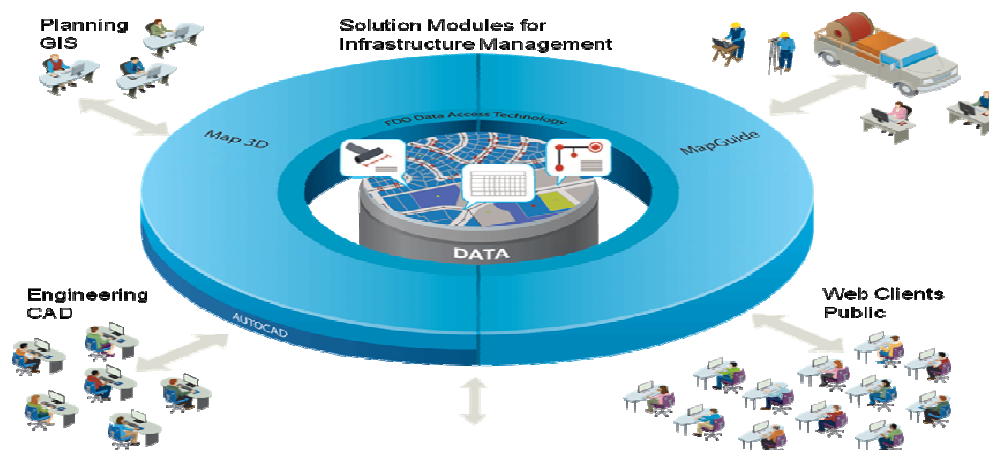 Planning
GIS
Solution Modules for
Infrastructure Management
FDO Data Access Technology
Map 3D
MapGuide
DATA
Engineering
CAD
AUTOCAD
Web Clients
Public